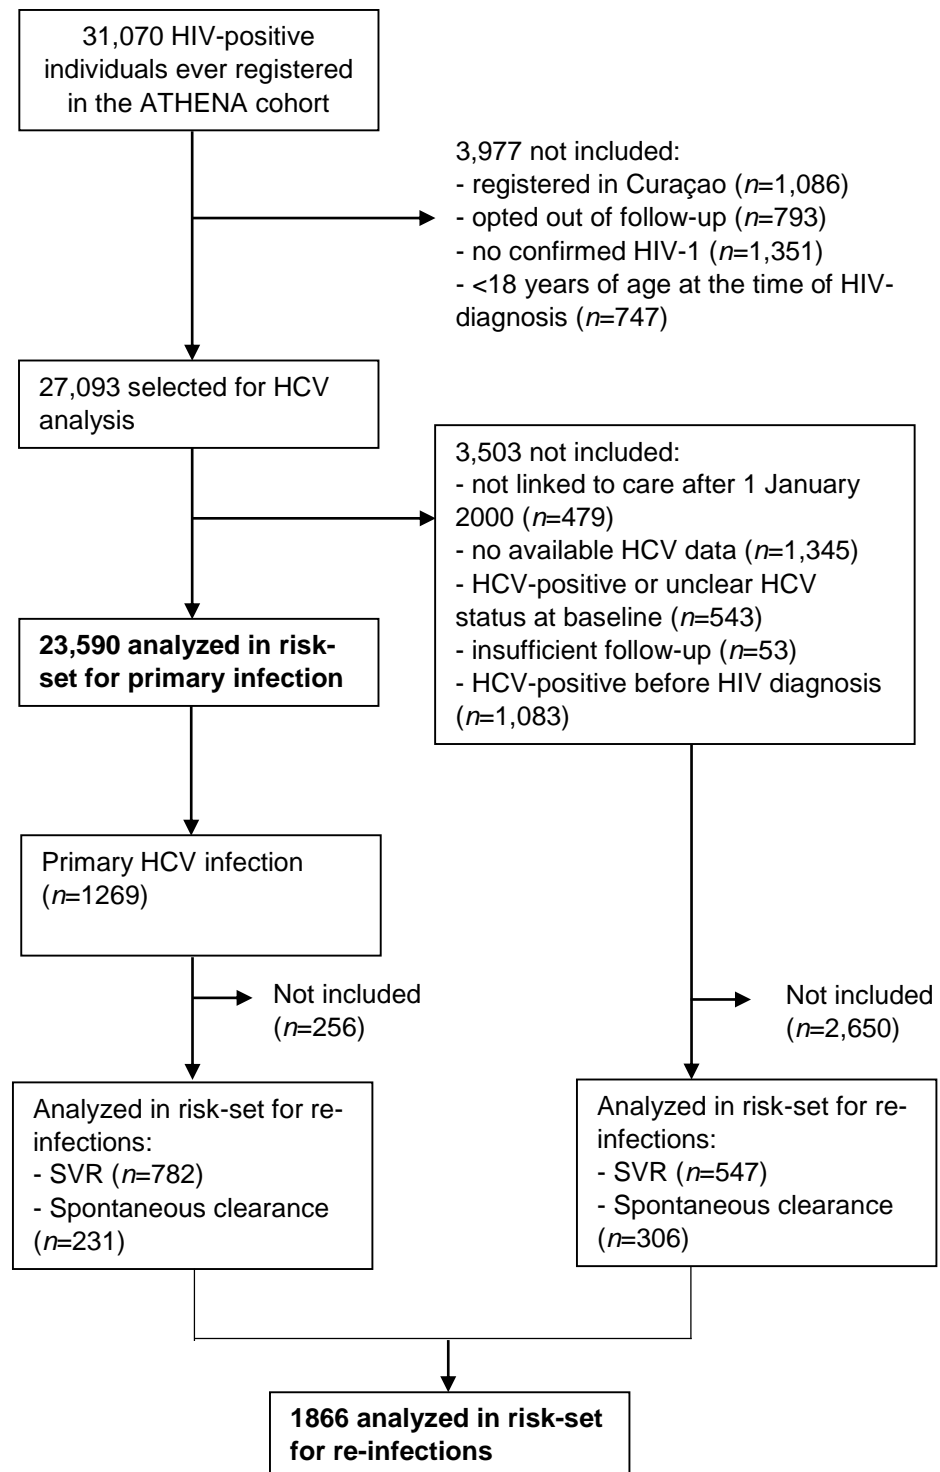 31,070 HIV-positive
individuals ever registered
in the ATHENA cohort
3,977 not included:
- registered in Curaçao (n=1,086)
- opted out of follow-up (n=793)
- no confirmed HIV-1 (n=1,351)
- <18 years of age at the time of HIV-
diagnosis (n=747)
27,093 selected for HCV
analysis
3,503 not included:
- not linked to care after 1 January
2000 (n=479)
- no available HCV data (n=1,345)
- HCV-positive or unclear HCV
status at baseline (n=543)
- insufficient follow-up (n=53)
- HCV-positive before HIV diagnosis
(n=1,083)
23,590 analyzed in risk-
set for primary infection
Primary HCV infection
(n=1269)
Not included
(n=256)
Not included
(n=2,650)
Analyzed in risk-set for re-
infections:
- SVR (n=782)
- Spontaneous clearance
(n=231)
Analyzed in risk-set for re-
infections:
- SVR (n=547)
- Spontaneous clearance
(n=306)
1866 analyzed in risk-set
for re-infections